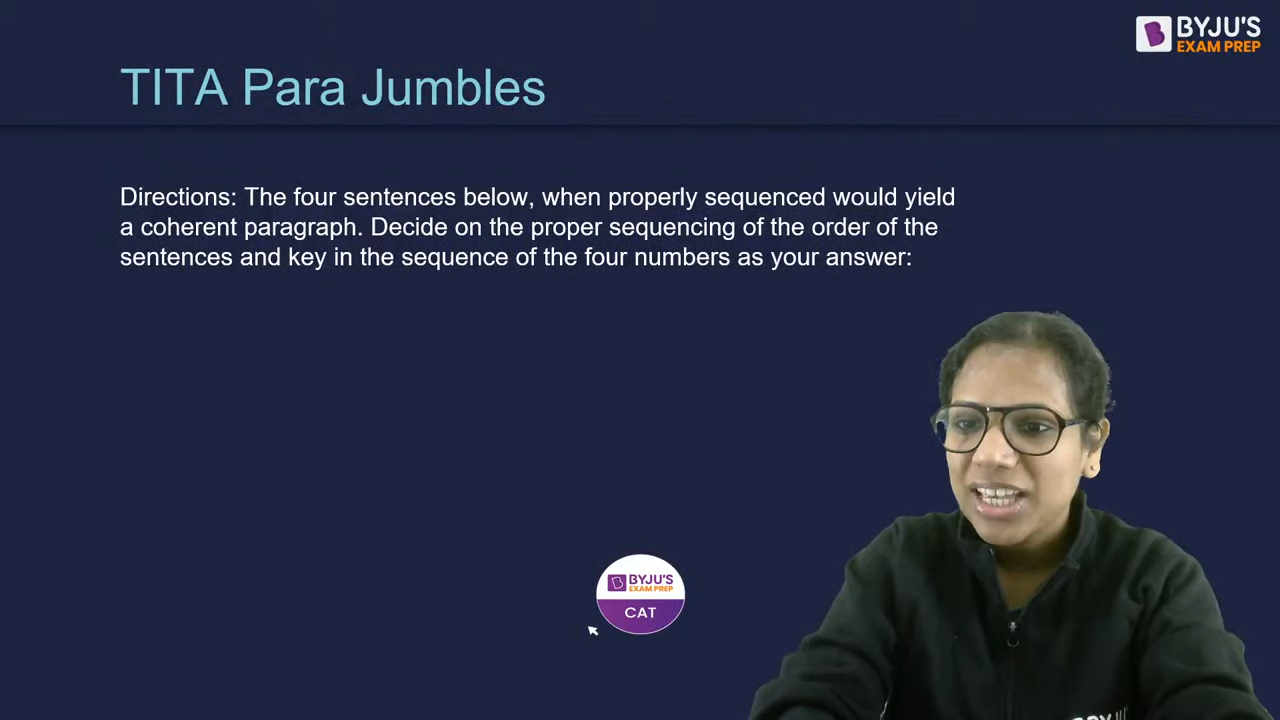 BYJU'S
EXAM PREP
TITA Para Jumbles
Directions: The four sentences below, when properly sequenced would yield
a coherent paragraph. Decide on the proper sequencing of the order of the
sentences and key in the sequence of the four numbers as your answer:
BYJU'S
EXAM PREP
CAT